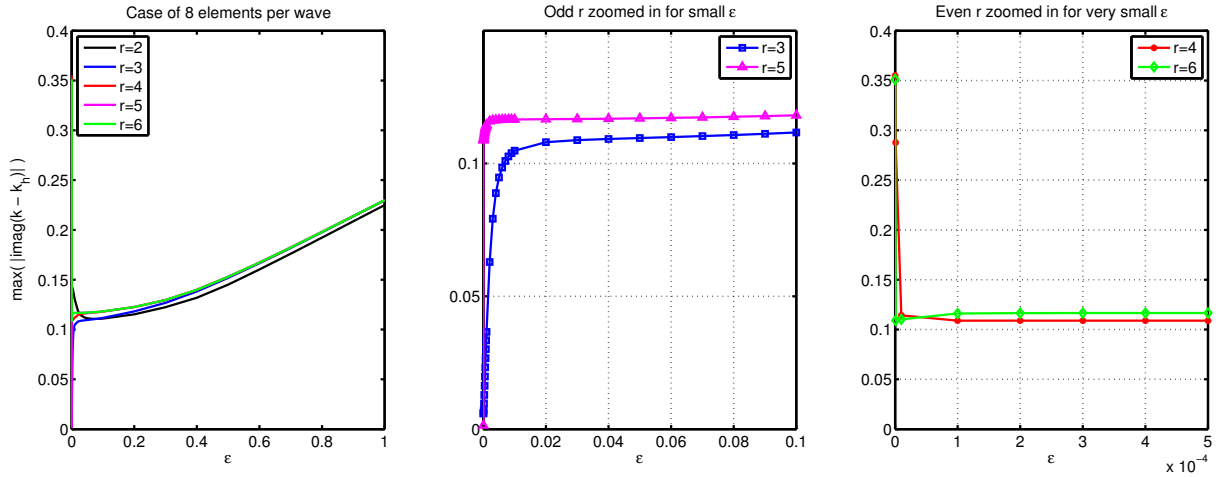 Case of 8 elements per wave
max( |imag(k − k_h)| )
0.4
0.35
0.3
0.25
0.2
0.15
0.1
0.05
0
r=2
r=3
r=4
r=5
r=6
0 0.2 0.4 0.6 0.8 1
ε
Odd r zoomed in for small ε
r=3
r=5
0.1
0.05
0
0 0.02 0.04 0.06 0.08 0.1
ε
Even r zoomed in for very small ε
0.4
0.35
0.3
0.25
0.2
0.15
0.1
0.05
0
r=4
r=6
0 1 2 3 4 5
ε
x 10⁻⁴